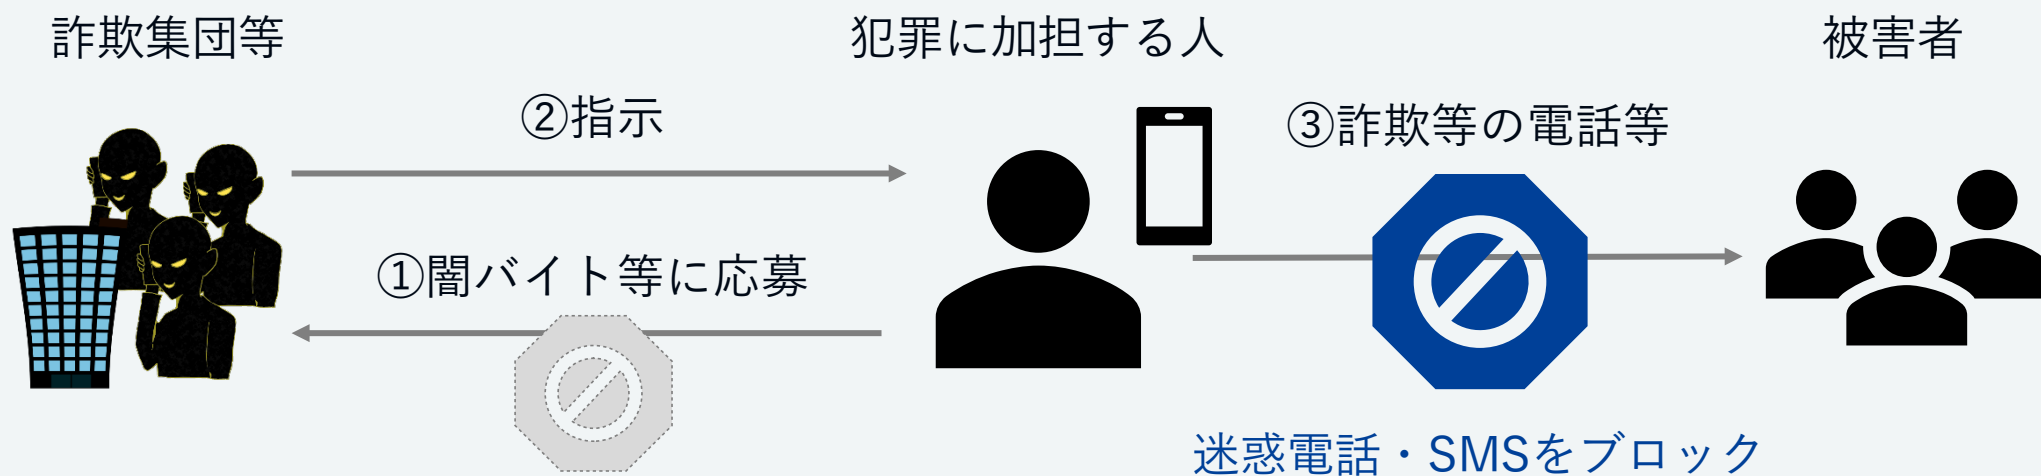 詐欺集団等
犯罪に加担する人
被害者
②指示
③詐欺等の電話等
①闇バイト等に応募
迷惑電話・SMSをブロック